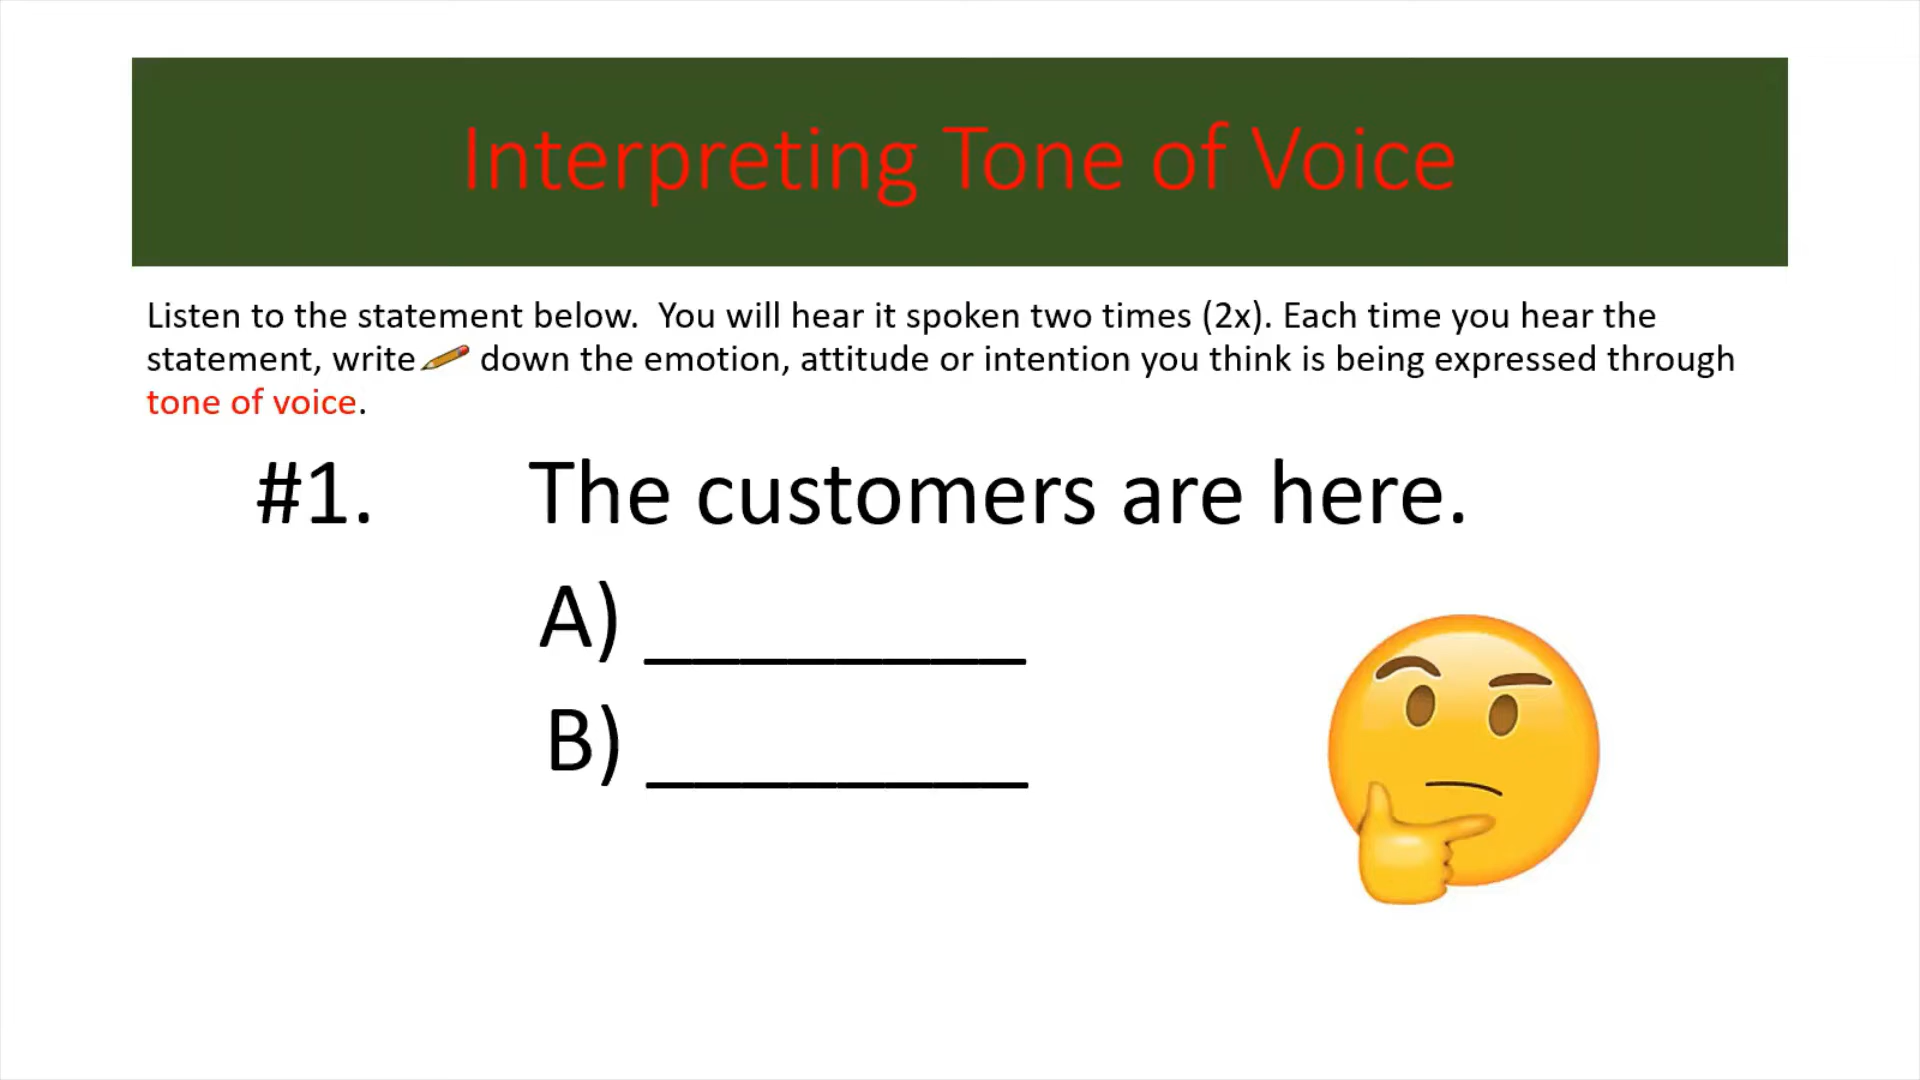 Interpreting Tone of Voice
Listen to the statement below. You will hear it spoken two times (2x). Each time you hear the
statement, write down the emotion, attitude or intention you think is being expressed through
tone of voice.
#1. The customers are here.
A) ________
B) ________